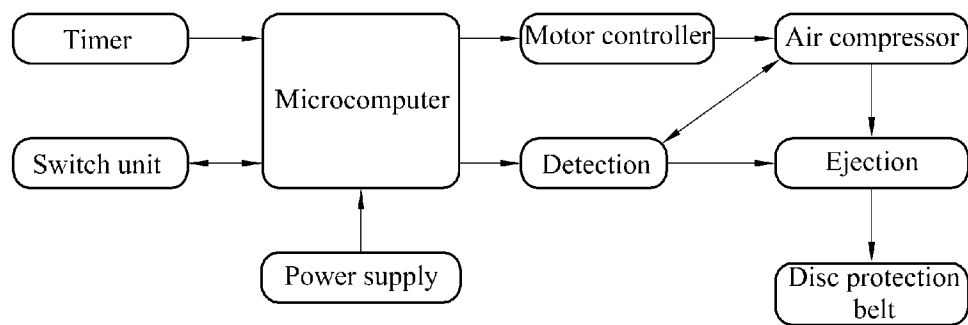 Timer
Motor controller
Air compressor
Microcomputer
Switch unit
Detection
Ejection
Power supply
Disc protection
belt